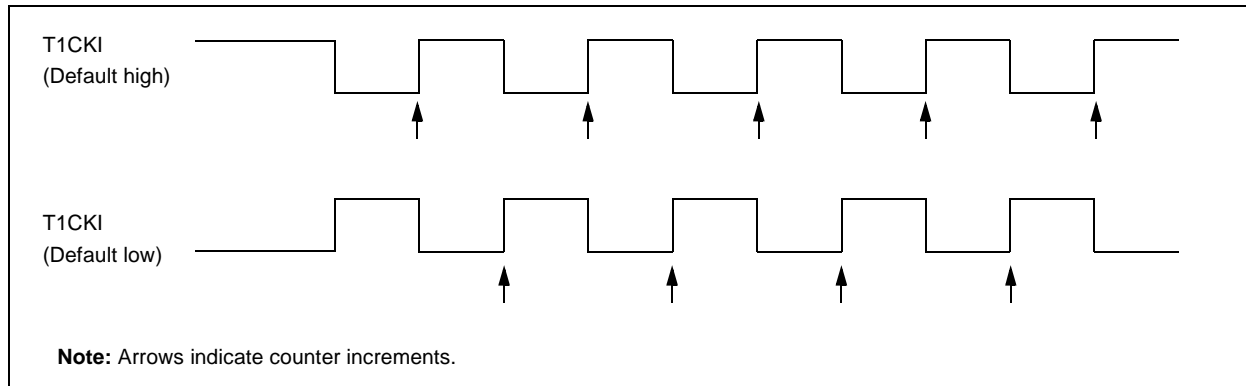 T1CKI
(Default high)
T1CKI
(Default low)
Note: Arrows indicate counter increments.